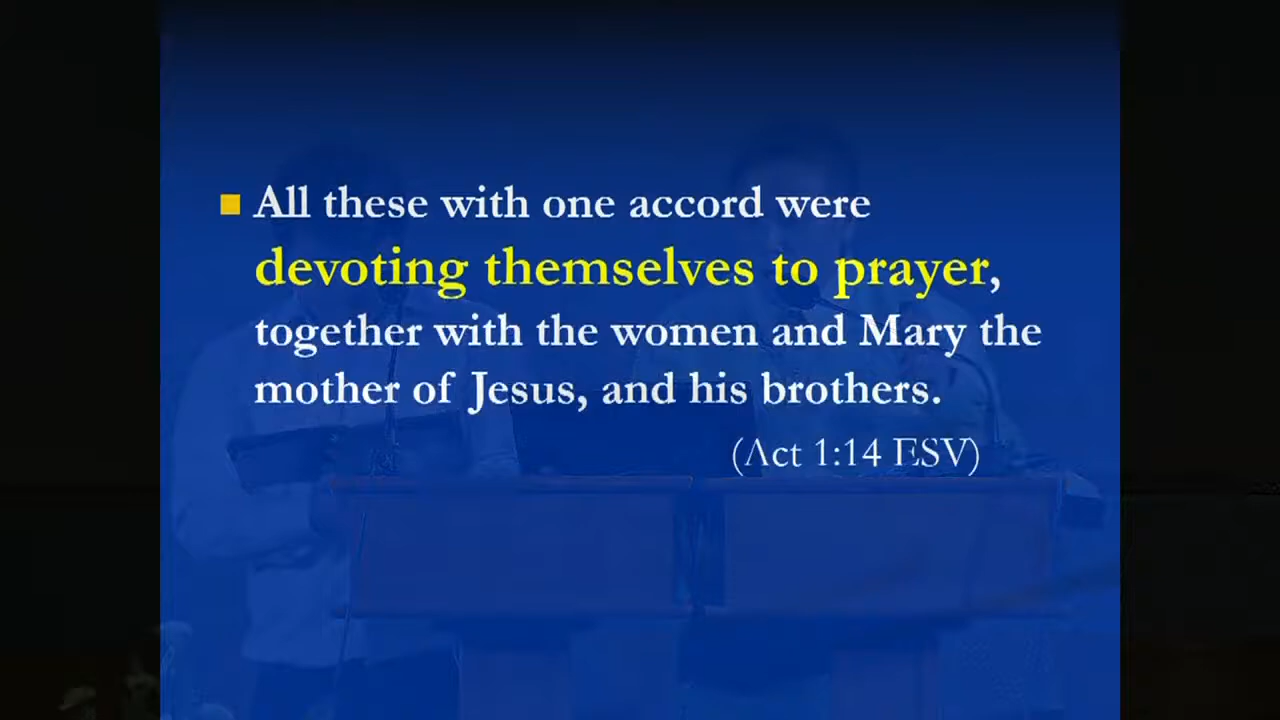 All these with one accord were
devoting themselves to prayer,
together with the women and Mary the
mother of Jesus, and his brothers.
(Act 1:14 ESV)